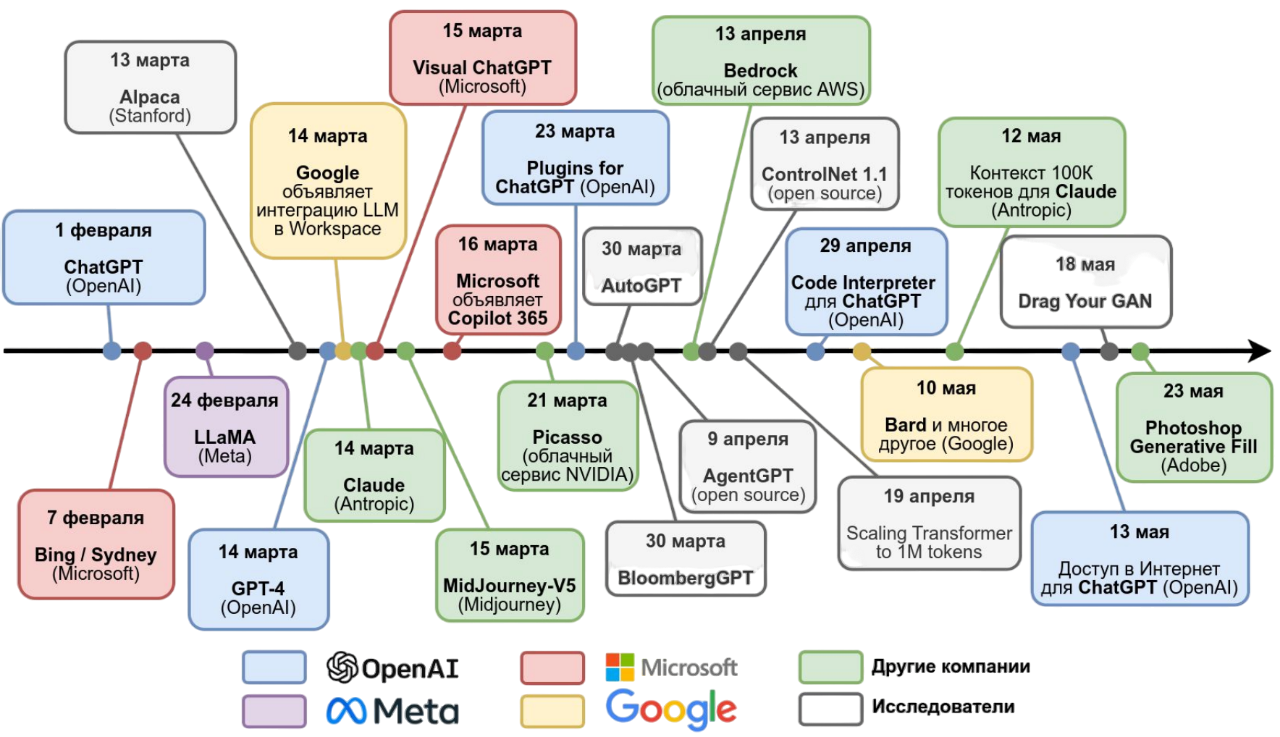 15 марта
Visual ChatGPT
(Microsoft)
13 апреля
Bedrock
(облачный сервис AWS)
13 марта
Alpaca
(Stanford)
14 марта
Google
объявляет
интеграцию LLM
в Workspace
23 марта
Plugins for
ChatGPT (OpenAI)
13 апреля
ControlNet 1.1
(open source)
12 мая
Контекст 100К
токенов для Claude
(Antropic)
1 февраля
ChatGPT
(OpenAI)
16 марта
Microsoft
объявляет
Copilot 365
30 марта
AutoGPT
29 апреля
Code Interpreter
для ChatGPT
(OpenAI)
18 мая
Drag Your GAN
24 февраля
LLaMA
(Meta)
14 марта
Claude
(Antropic)
21 марта
Picasso
(облачный
сервис NVIDIA)
9 апреля
AgentGPT
(open source)
10 мая
Bard и многое
другое (Google)
23 мая
Photoshop
Generative Fill
(Adobe)
7 февраля
Bing / Sydney
(Microsoft)
14 марта
GPT-4
(OpenAI)
15 марта
MidJourney-V5
(Midjourney)
30 марта
BloombergGPT
19 апреля
Scaling Transformer
to 1M tokens
13 мая
Доступ в Интернет
для ChatGPT (OpenAI)
OpenAI
Microsoft
Другие компании
Meta
Google
Исследователи